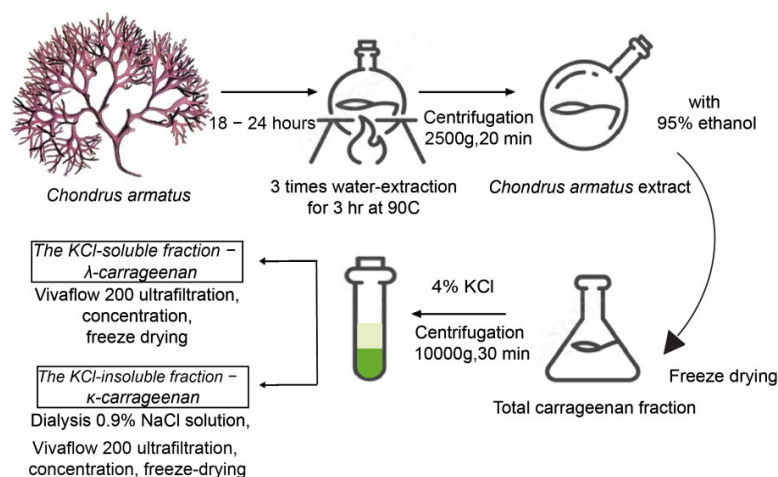 18 – 24 hours
Chondrus armatus
3 times water-extraction
for 3 hr at 90C
Centrifugation
2500g,20 min
Chondrus armatus extract
with
95% ethanol
Freeze drying
Total carrageenan fraction
4% KCl
Centrifugation
10000g,30 min
The KCl-soluble fraction –
λ-carrageenan
Vivaflow 200 ultrafiltration,
concentration,
freeze drying
The KCl-insoluble fraction –
κ-carrageenan
Dialysis 0.9% NaCl solution,
Vivaflow 200 ultrafiltration,
concentration, freeze-drying